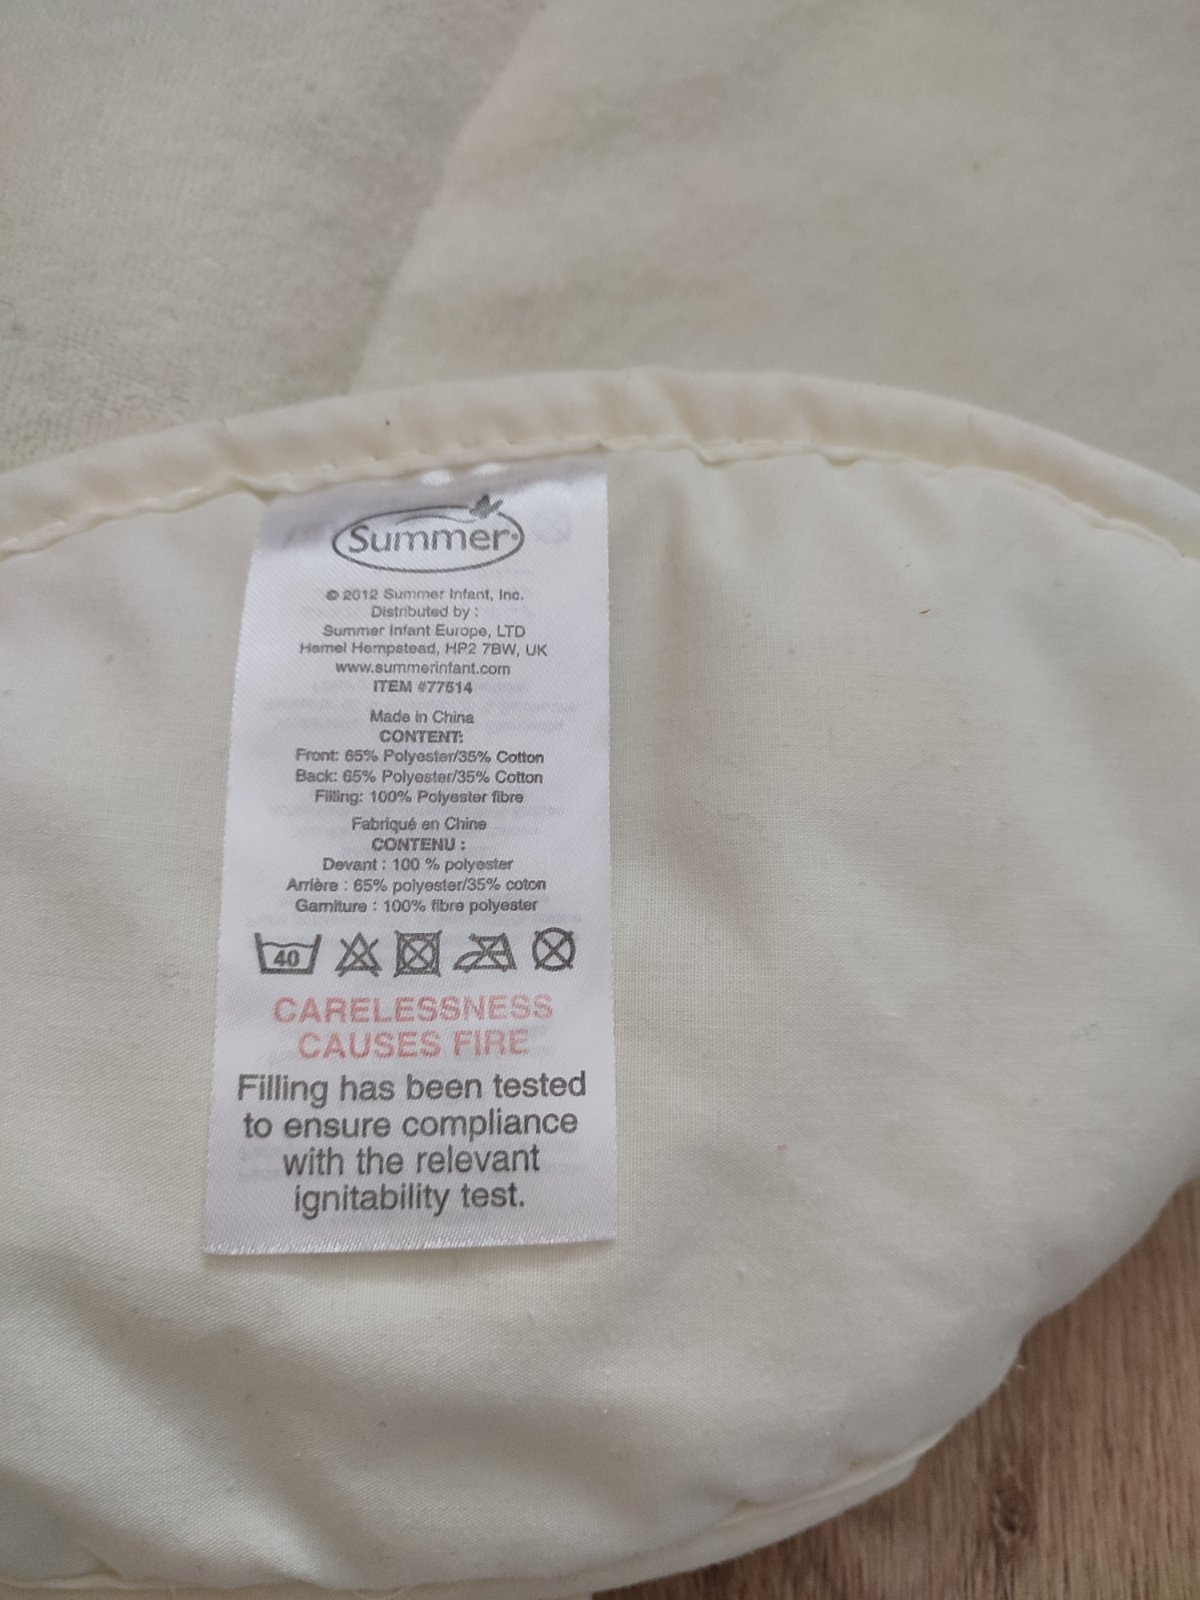 Summer
© 2012 Summer Infant, Inc.
Distributed by :
Summer Infant Europe, LTD
Hemel Hempstead, HP2 7BW, UK
www.summerinfant.com
ITEM #77514
Made in China
CONTENT:
Front: 65% Polyester/35% Cotton
Back: 65% Polyester/35% Cotton
Filling: 100% Polyester fibre
Fabriqué en Chine
CONTENU :
Devant : 100 % polyester
Arrière : 65% polyester/35% coton
Garniture : 100% fibre polyester
40
CARELESSNESS
CAUSES FIRE
Filling has been tested
to ensure compliance
with the relevant
ignitability test.